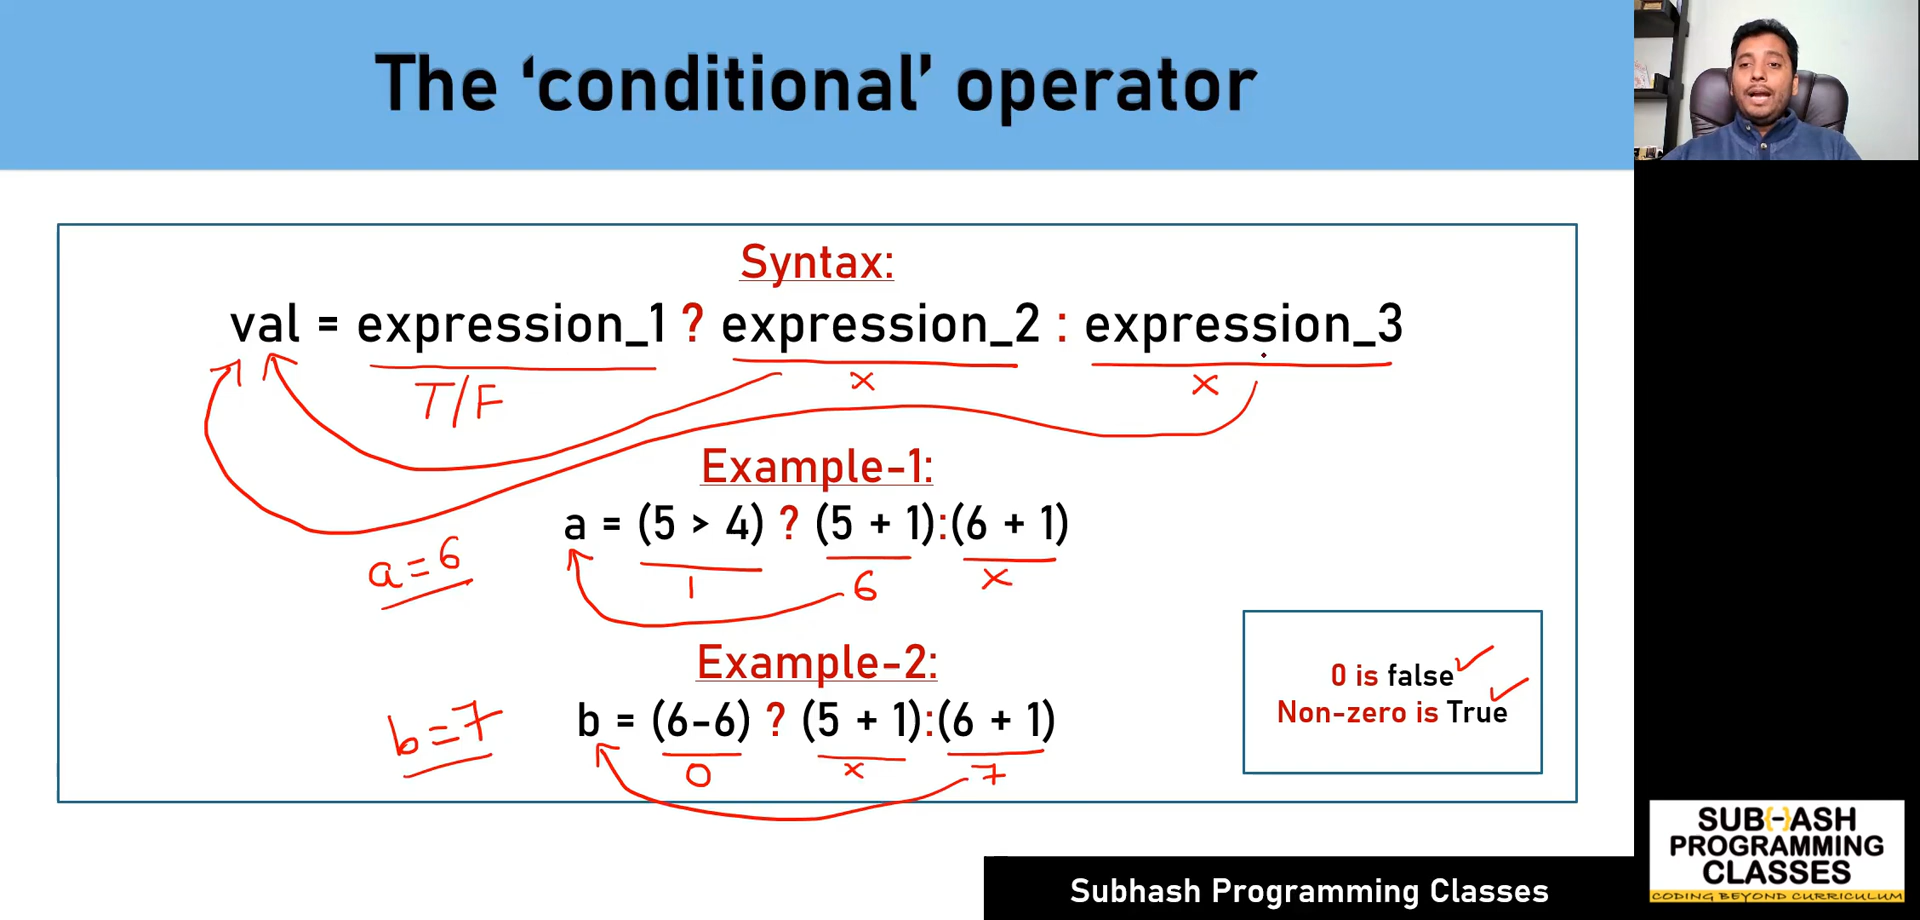 The ‘conditional’ operator
Syntax:
val = expression_1 ? expression_2 : expression_3
T/F x x
Example-1:
a = (5 > 4) ? (5 + 1):(6 + 1)
a=6
1 6 x
Example-2:
b = (6-6) ? (5 + 1):(6 + 1)
b=7
0 x 7
0 is false
Non-zero is True
Subhash Programming Classes
SUB{-}ASH
PROGRAMMING
CLASSES
CODING BEYOND CURRICULUM